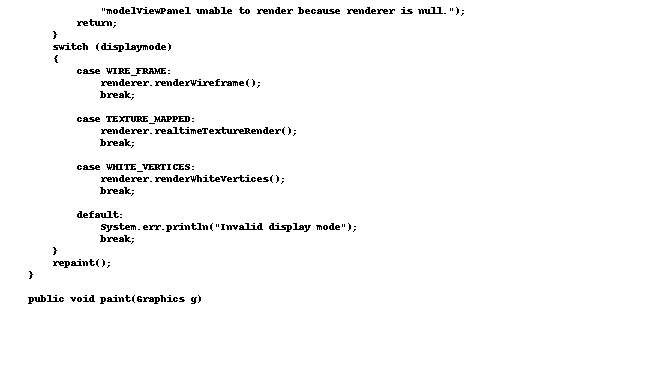 "modelViewPanel unable to render because renderer is null.");
return;
}
switch (displaymode)
{
case WIRE_FRAME:
renderer.renderWireframe();
break;
case TEXTURE_MAPPED:
renderer.realtimeTextureRender();
break;
case WHITE_VERTICES:
renderer.renderWhiteVertices();
break;
default:
System.err.println("Invalid display mode");
break;
}
repaint();
}
public void paint(Graphics g)